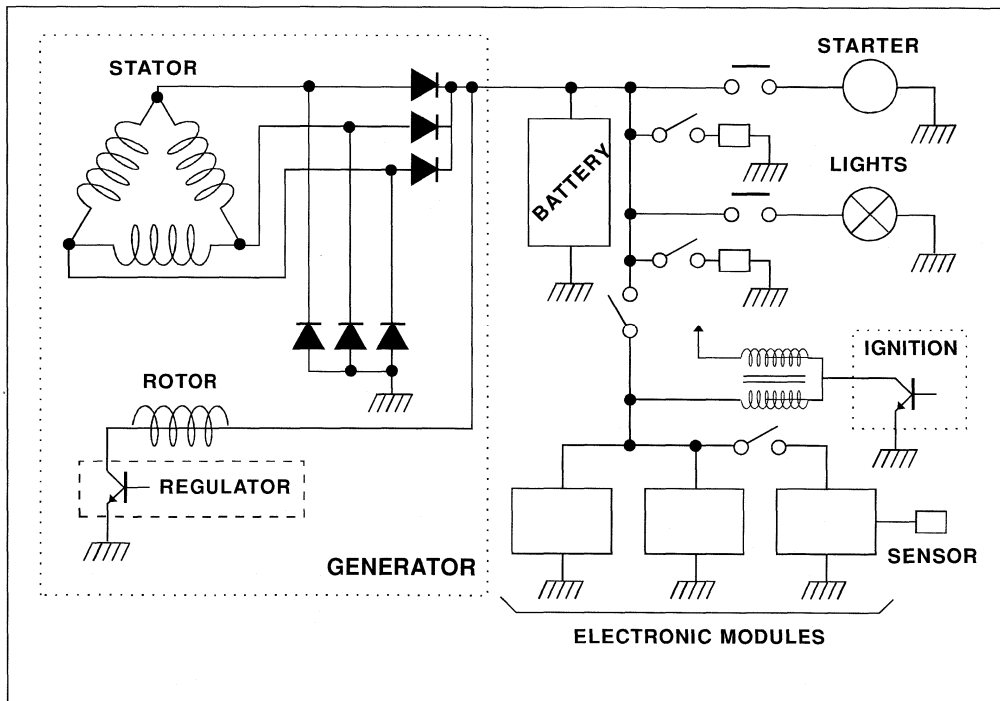 STARTER
STATOR
BATTERY
LIGHTS
IGNITION
ROTOR
REGULATOR
SENSOR
GENERATOR
ELECTRONIC MODULES